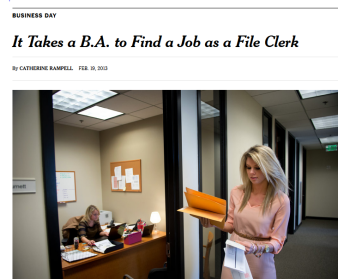 BUSINESS DAY
It Takes a B.A. to Find a Job as a File Clerk
By CATHERINE RAMPELL FEB. 19, 2013